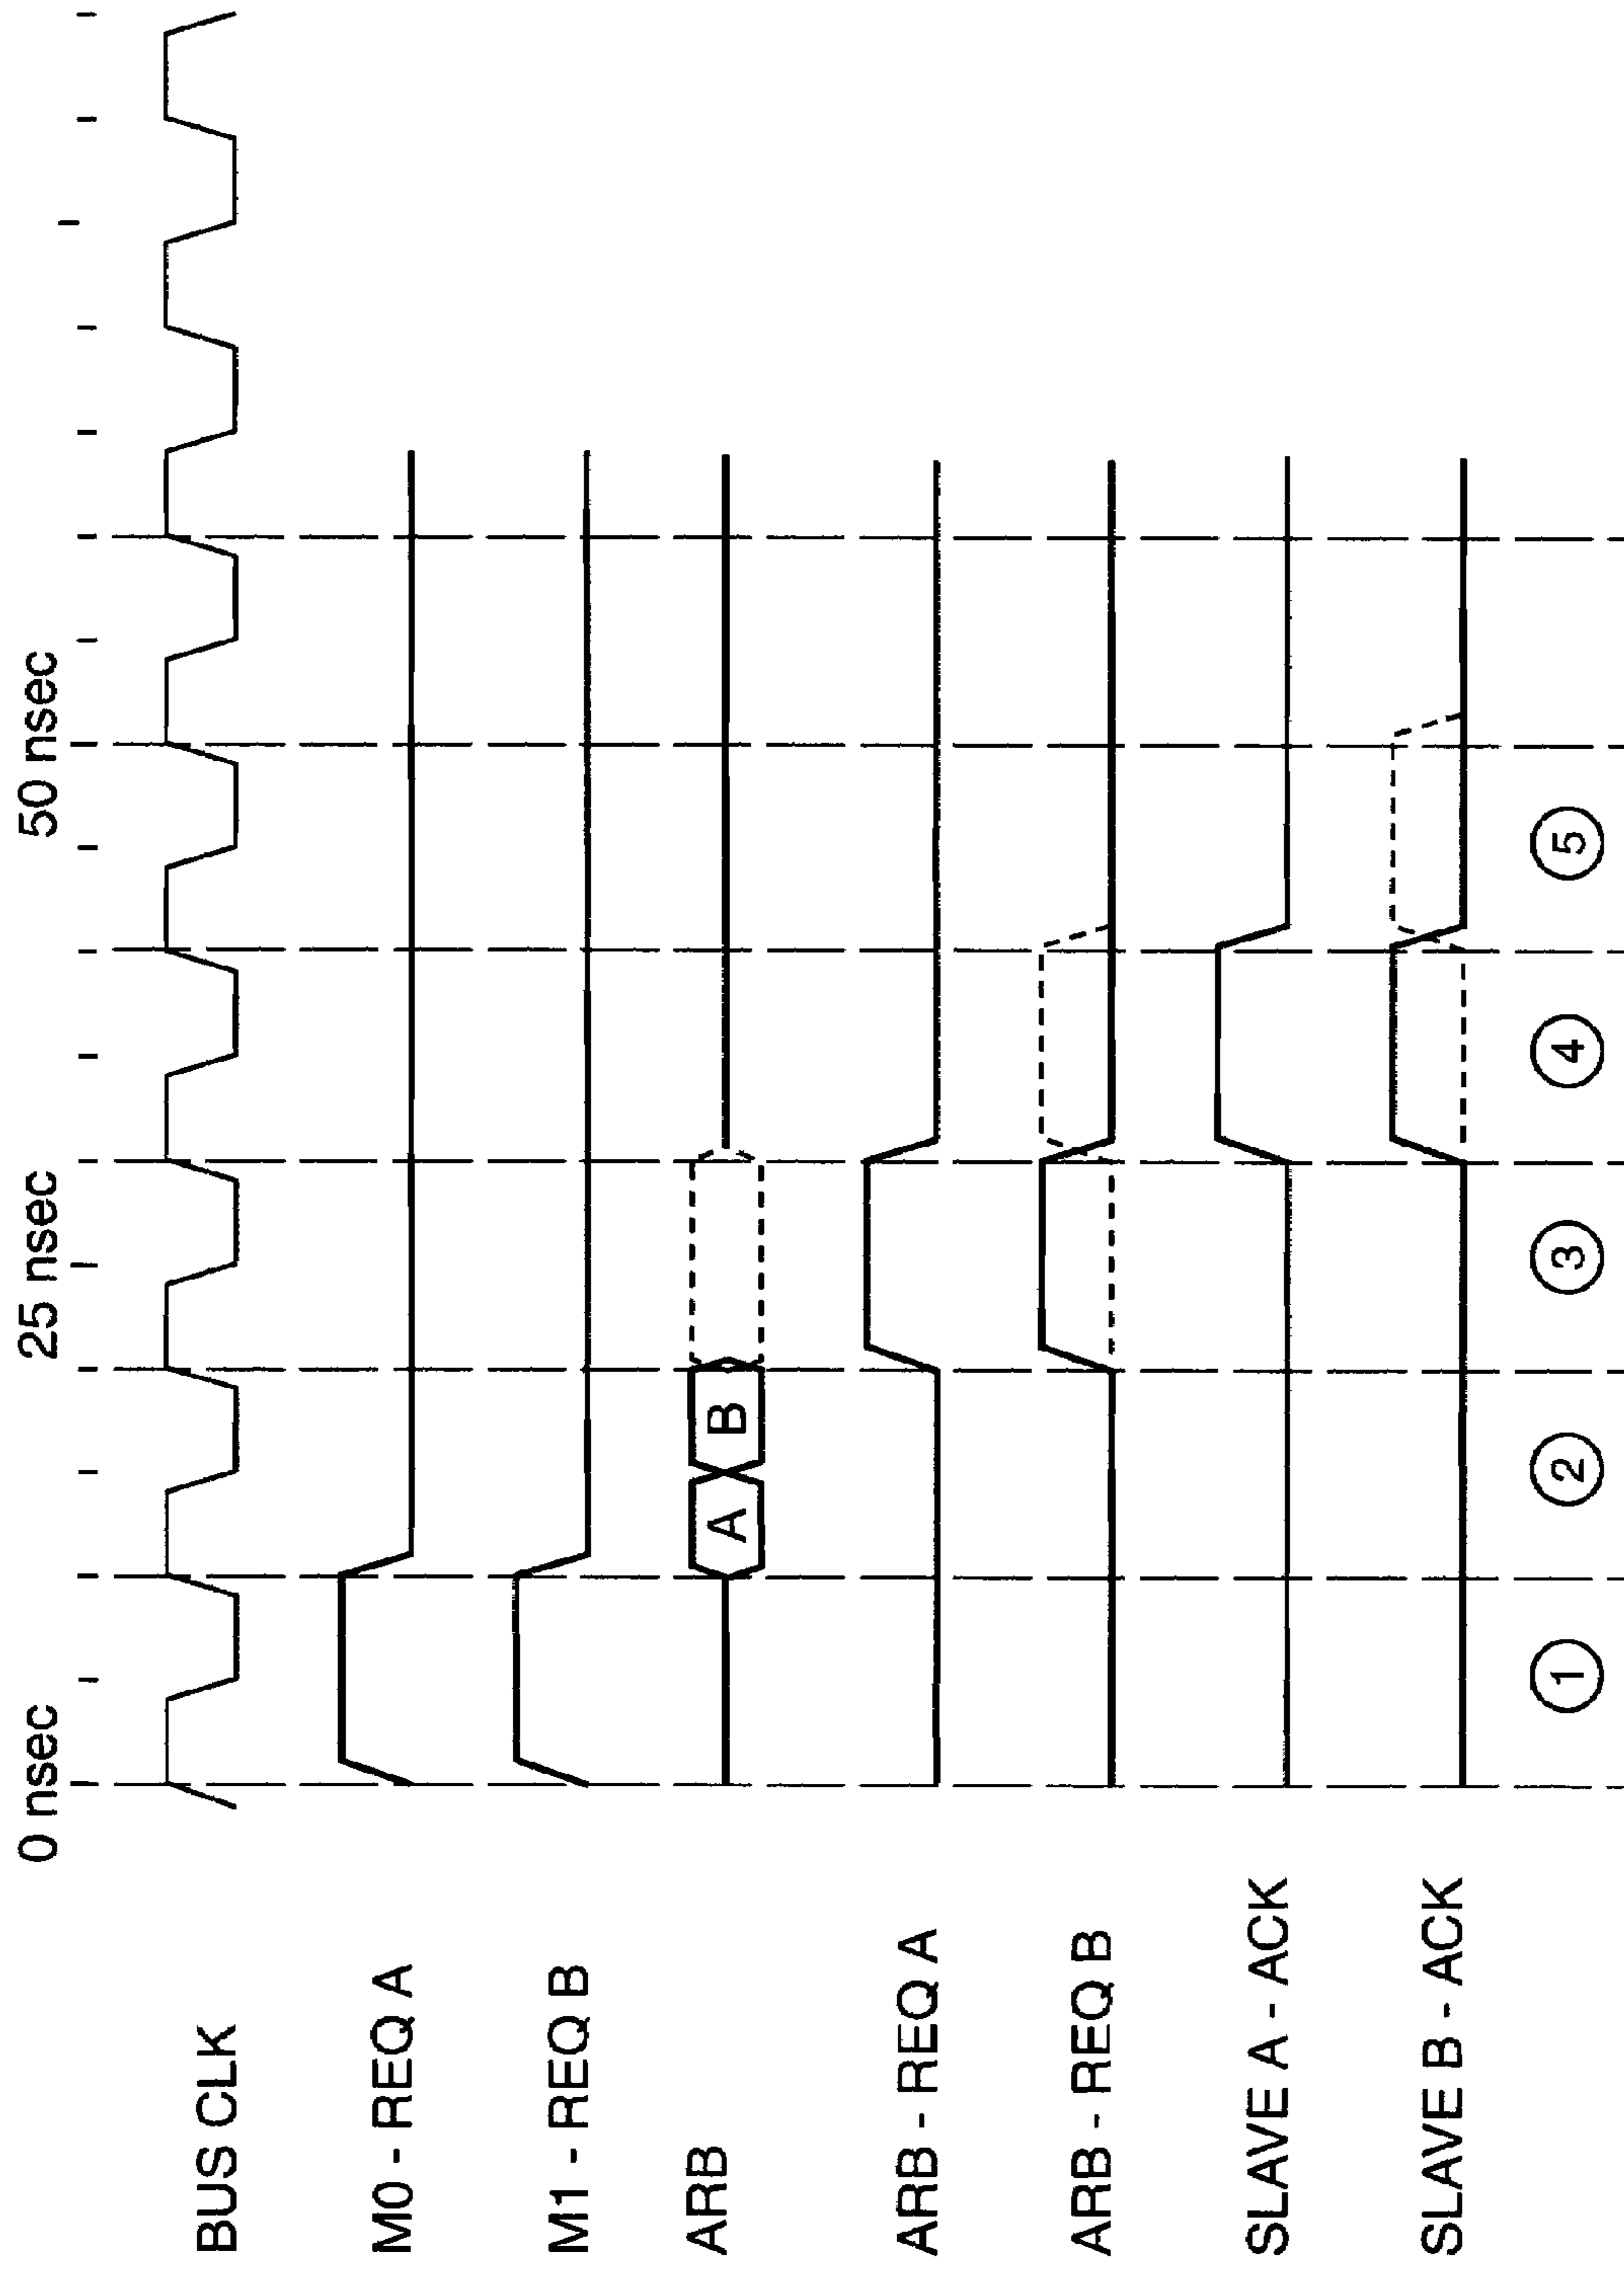 0 nsec 25 nsec 50 nsec
BUS CLK
M0 - REQ A
M1 - REQ B
ARB A B
ARB - REQ A
ARB - REQ B
SLAVE A - ACK
SLAVE B - ACK
1 2 3 4 5